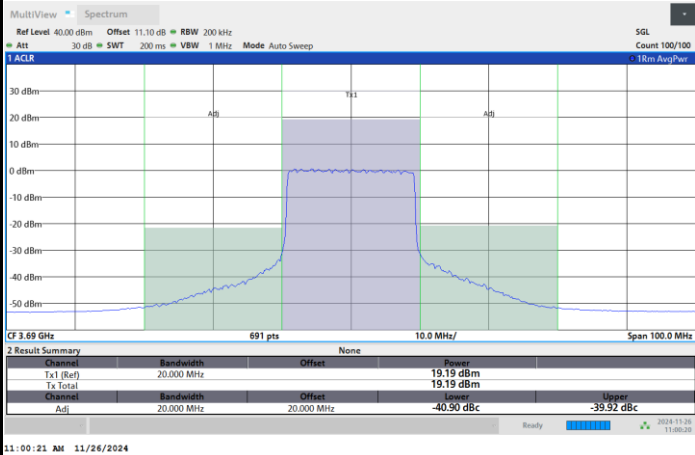 MultiView Spectrum
Ref Level 40.00 dBm Offset 11.10 dB RBW 200 kHz SGL
Att 30 dB SWT 200 ms VBW 1 MHz Mode Auto Sweep Count 100/100
1 ACLR 1Rm AvgPwr
30 dBm
Tx1
20 dBm
Adj Adj
10 dBm
0 dBm
-10 dBm
-20 dBm
-30 dBm
-40 dBm
-50 dBm
CF 3.69 GHz 691 pts 10.0 MHz/ Span 100.0 MHz
2 Result Summary None
Channel Bandwidth Offset Power
Tx1 (Ref) 20.000 MHz 19.19 dBm
Tx Total 19.19 dBm
Channel Bandwidth Offset Lower Upper
Adj 20.000 MHz 20.000 MHz -40.90 dBc -39.92 dBc
Ready 2024-11-26
11:00:20
11:00:21 AM 11/26/2024